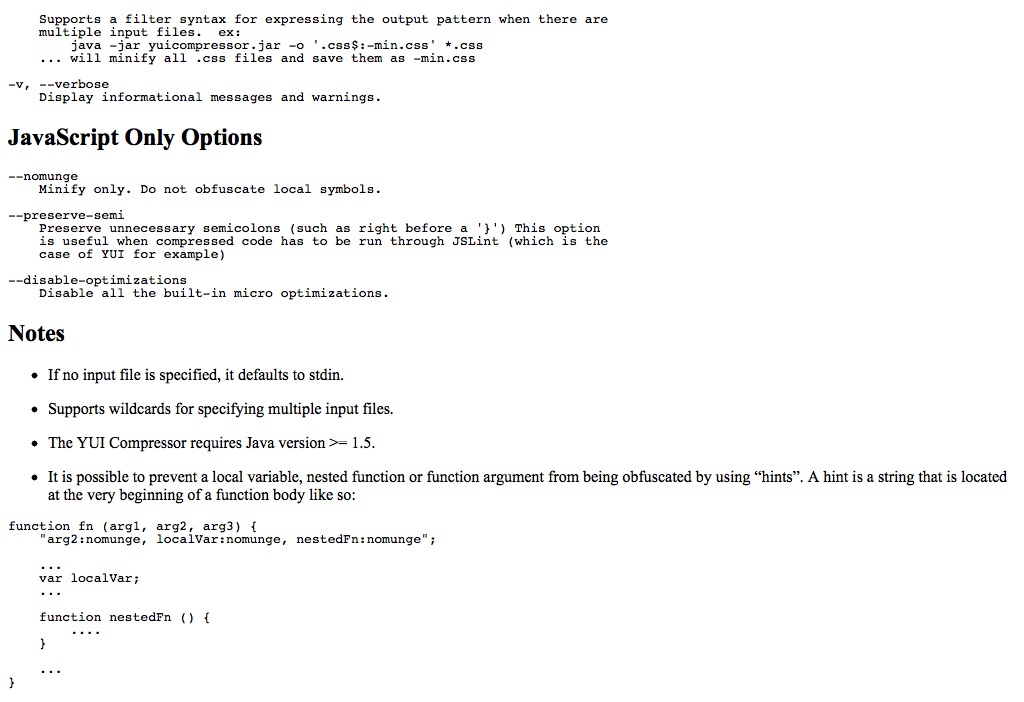 Supports a filter syntax for expressing the output pattern when there are
multiple input files.  ex:
java -jar yuicompressor.jar -o '.css$:-min.css' *.css
... will minify all .css files and save them as -min.css
-v, --verbose
Display informational messages and warnings.
JavaScript Only Options
--nomunge
Minify only. Do not obfuscate local symbols.
--preserve-semi
Preserve unnecessary semicolons (such as right before a '}') This option
is useful when compressed code has to be run through JSLint (which is the
case of YUI for example)
--disable-optimizations
Disable all the built-in micro optimizations.
Notes
• If no input file is specified, it defaults to stdin.
• Supports wildcards for specifying multiple input files.
• The YUI Compressor requires Java version >= 1.5.
• It is possible to prevent a local variable, nested function or function argument from being obfuscated by using “hints”. A hint is a string that is located
at the very beginning of a function body like so:
function fn (arg1, arg2, arg3) {
"arg2:nomunge, localVar:nomunge, nestedFn:nomunge";
...
var localVar;
...
function nestedFn () {
....
}
...
}